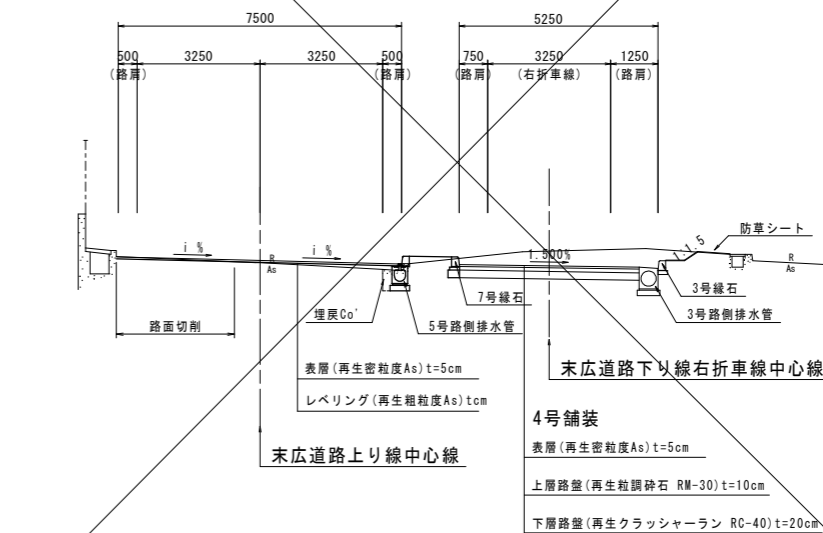 7500
5250
500
3250
3250
500
750
3250
1250
(路肩)
(路肩)
(路肩)
(右折車線)
(路肩)
防草シート
1:1.5
i %
i %
1.500%
R
As
R
As
3号縁石
7号縁石
埋戻Co'
3号路側排水管
路面切削
5号路側排水管
表層(再生密粒度As)t=5cm
末広道路下り線右折車線中心線
レベリング(再生粗粒度As)tcm
4号舗装
末広道路上り線中心線
表層(再生密粒度As)t=5cm
上層路盤(再生粒調砕石 RM-30)t=10cm
下層路盤(再生クラッシャーラン RC-40)t=20cm